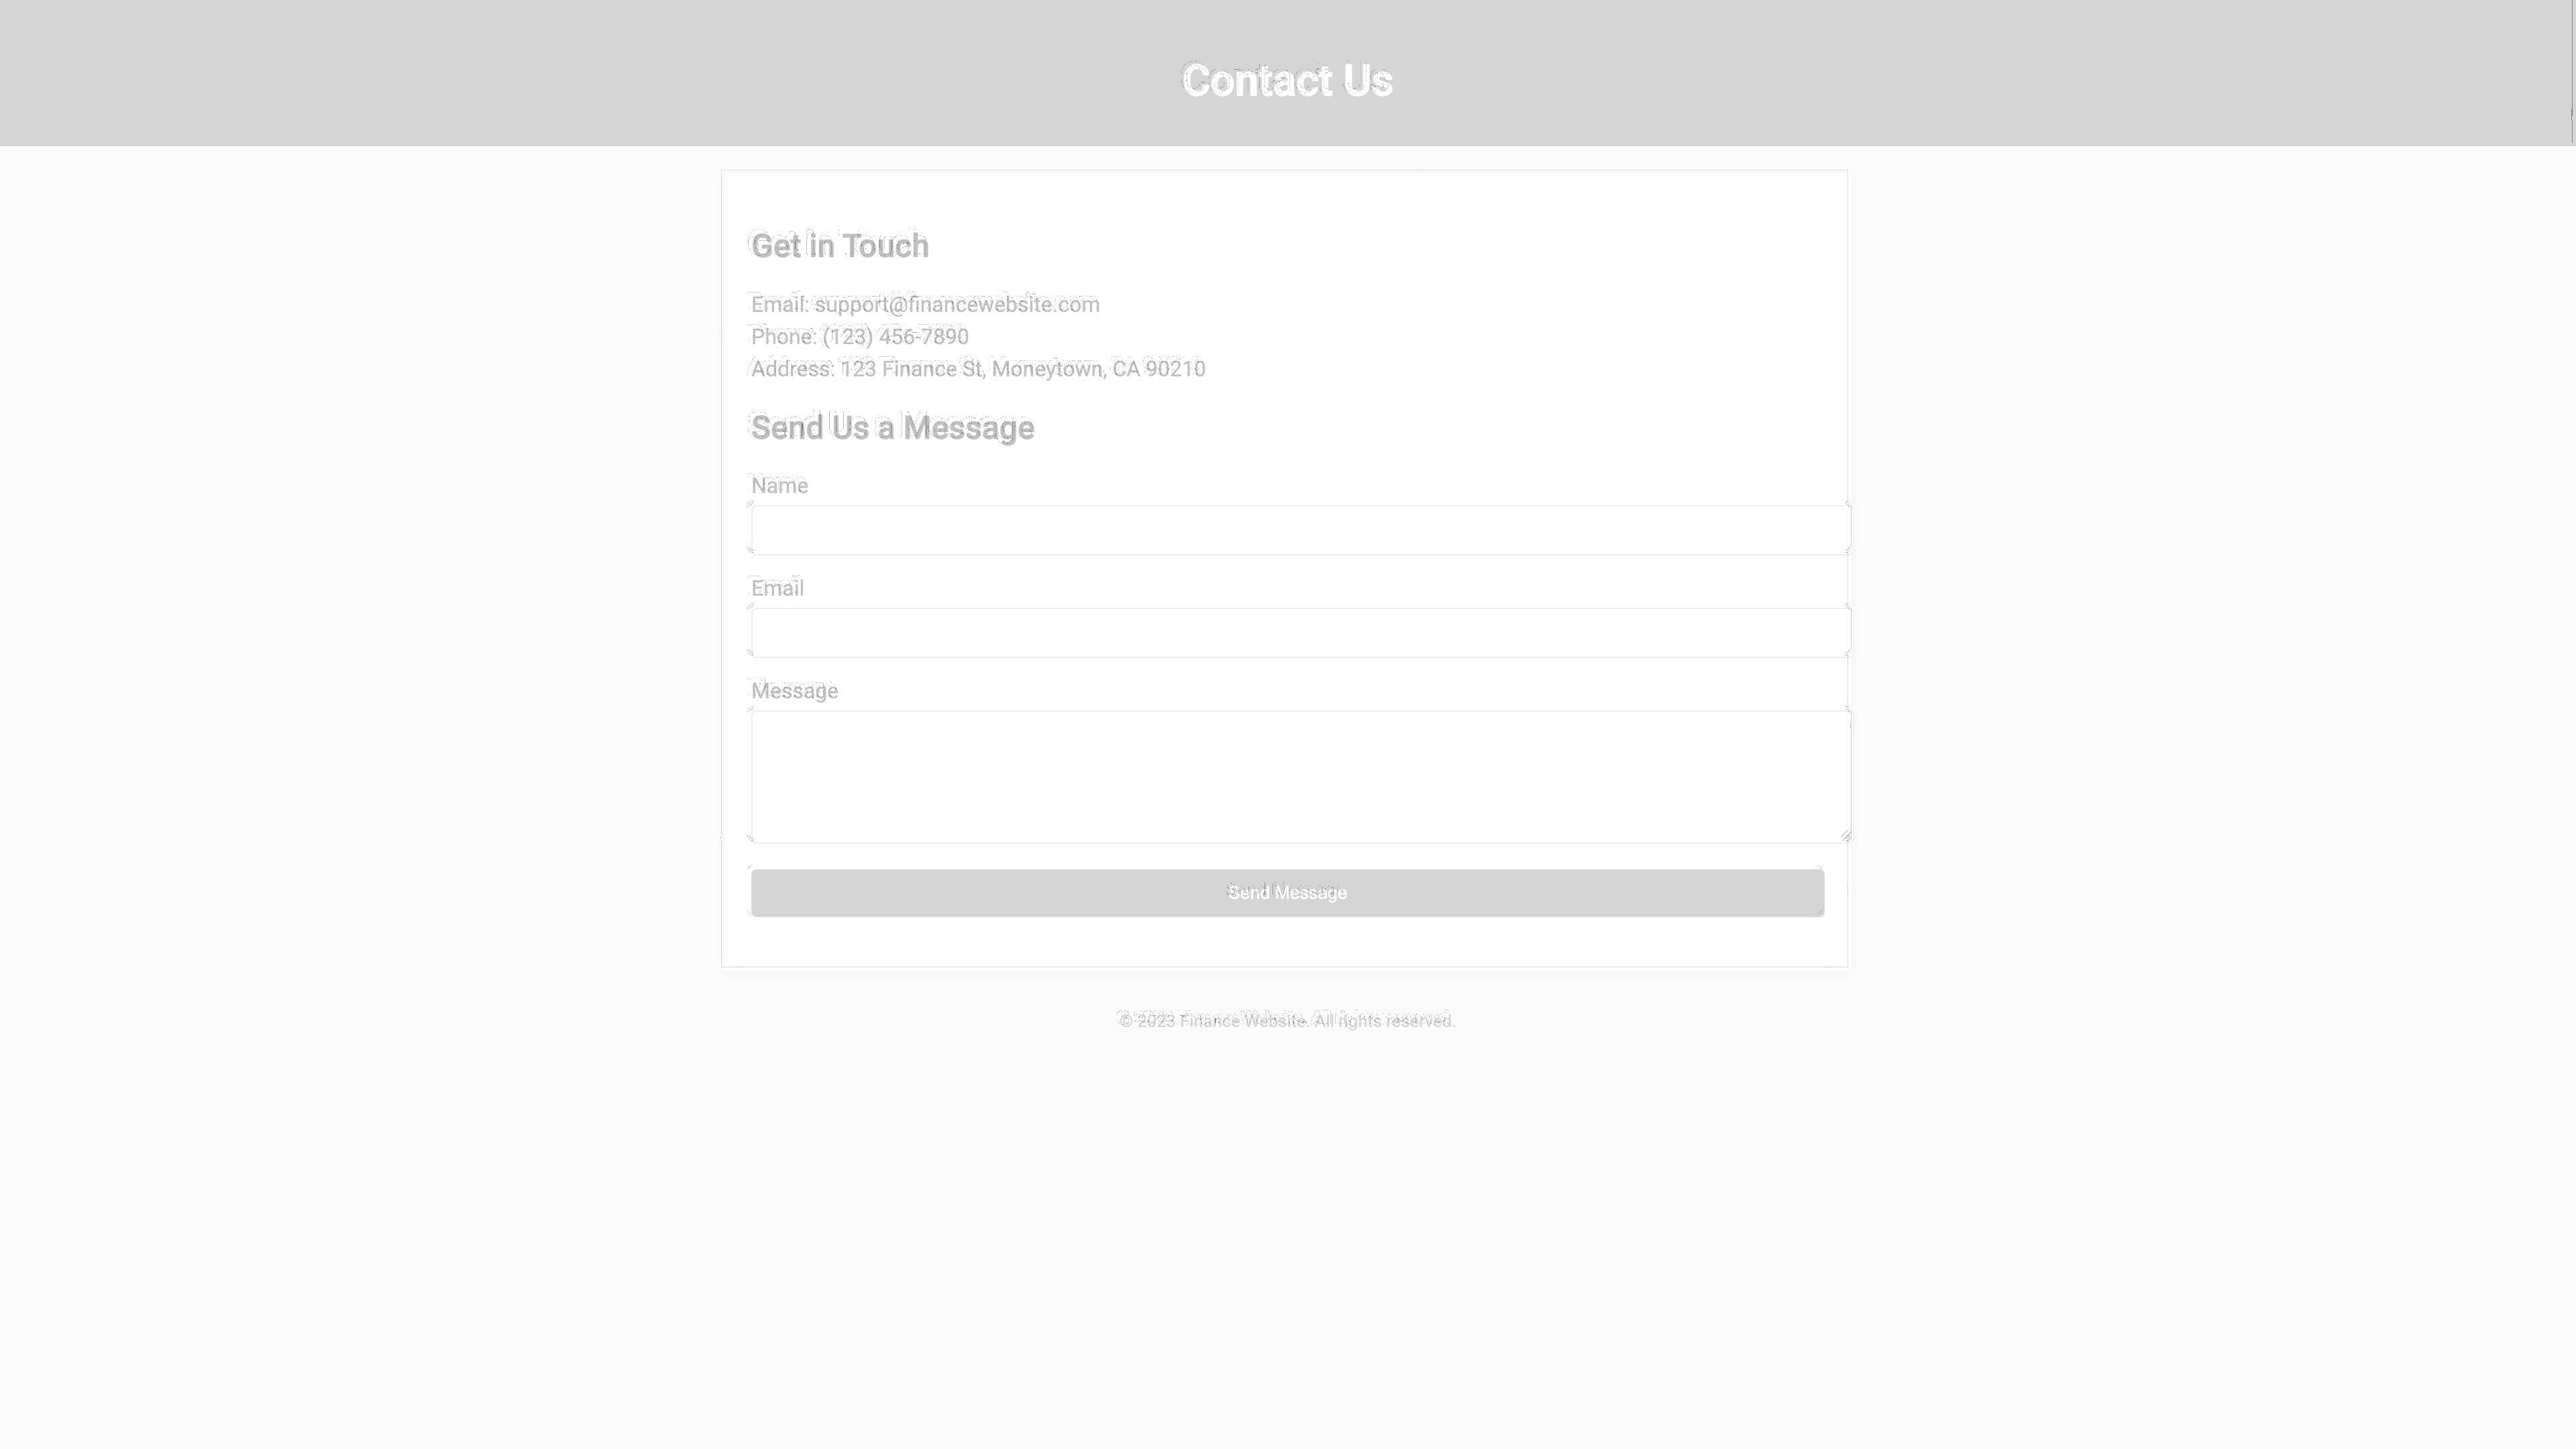 Contact Us
Get in Touch
Email: support@financewebsite.com
Phone: (123) 456-7890
Address: 123 Finance St, Moneytown, CA 90210
Send Us a Message
Name
Email
Message
Send Message
© 2023 Finance Website. All rights reserved.